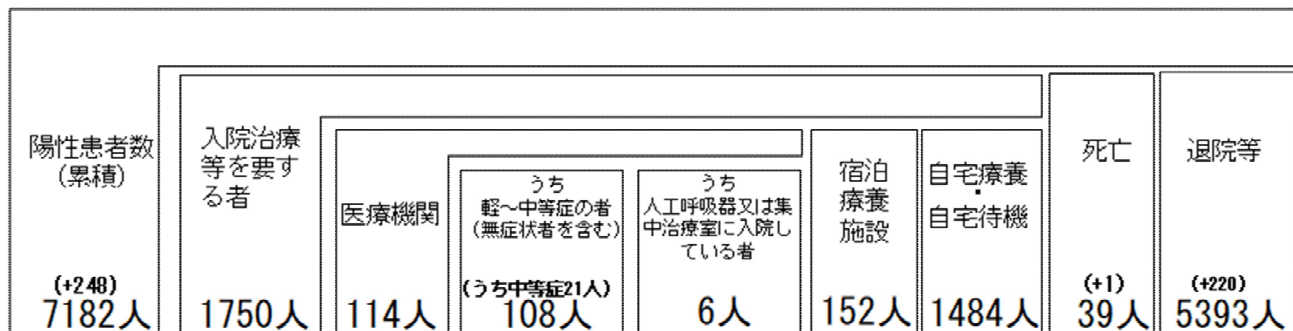 陽性患者数
(累積)
(+248)
7182人
入院治療
等を要す
る者
1750人
医療機関
114人
うち
軽～中等症の者
(無症状者を含む)
(うち中等症21人)
108人
うち
人工呼吸器又は集
中治療室に入院し
ている者
6人
宿泊
療養
施設
152人
自宅療養
・
自宅待機
1484人
死亡
(+1)
39人
退院等
(+220)
5393人